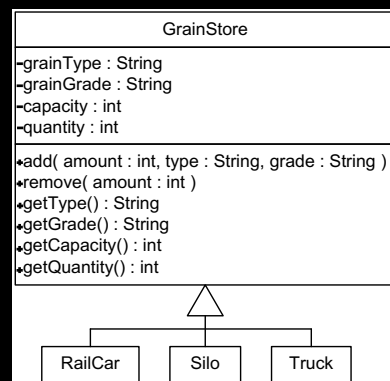 GrainStore
-grainType : String
-grainGrade : String
-capacity : int
-quantity : int
+add( amount : int, type : String, grade : String )
+remove( amount : int )
+getType() : String
+getGrade() : String
+getCapacity() : int
+getQuantity() : int
RailCar Silo Truck